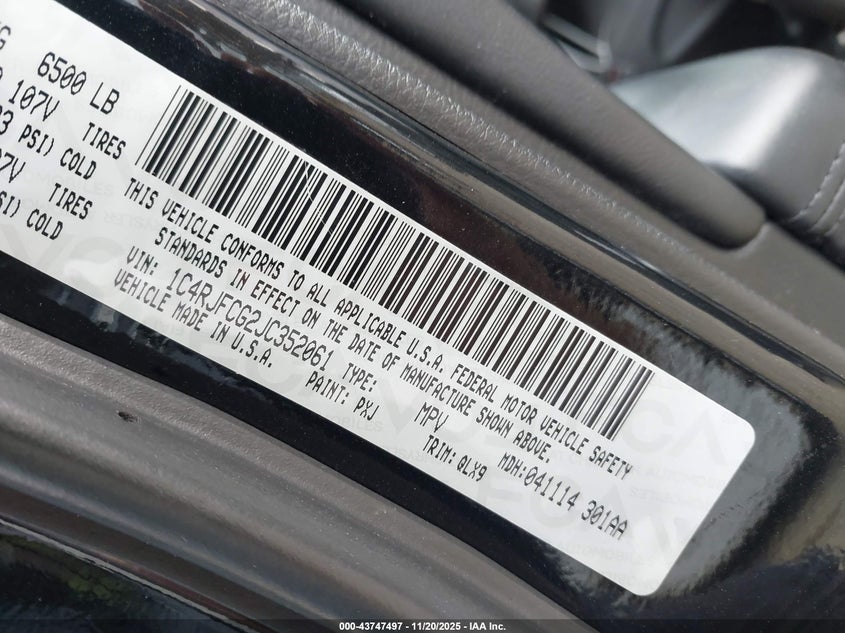 6500 LB
107V TIRES
PSI) COLD
TIRES
COLD
THIS VEHICLE CONFORMS TO ALL APPLICABLE U.S.A. FEDERAL MOTOR VEHICLE SAFETY
STANDARDS IN EFFECT ON THE DATE OF MANUFACTURE SHOWN ABOVE.
VIN: 1C4RJFCG2JC352061 TYPE: MPV MDH:041114 301AA
VEHICLE MADE IN U.S.A. PAINT: PXJ TRIM: QLX9
000-43747497 - 11/20/2025 - IAA Inc.